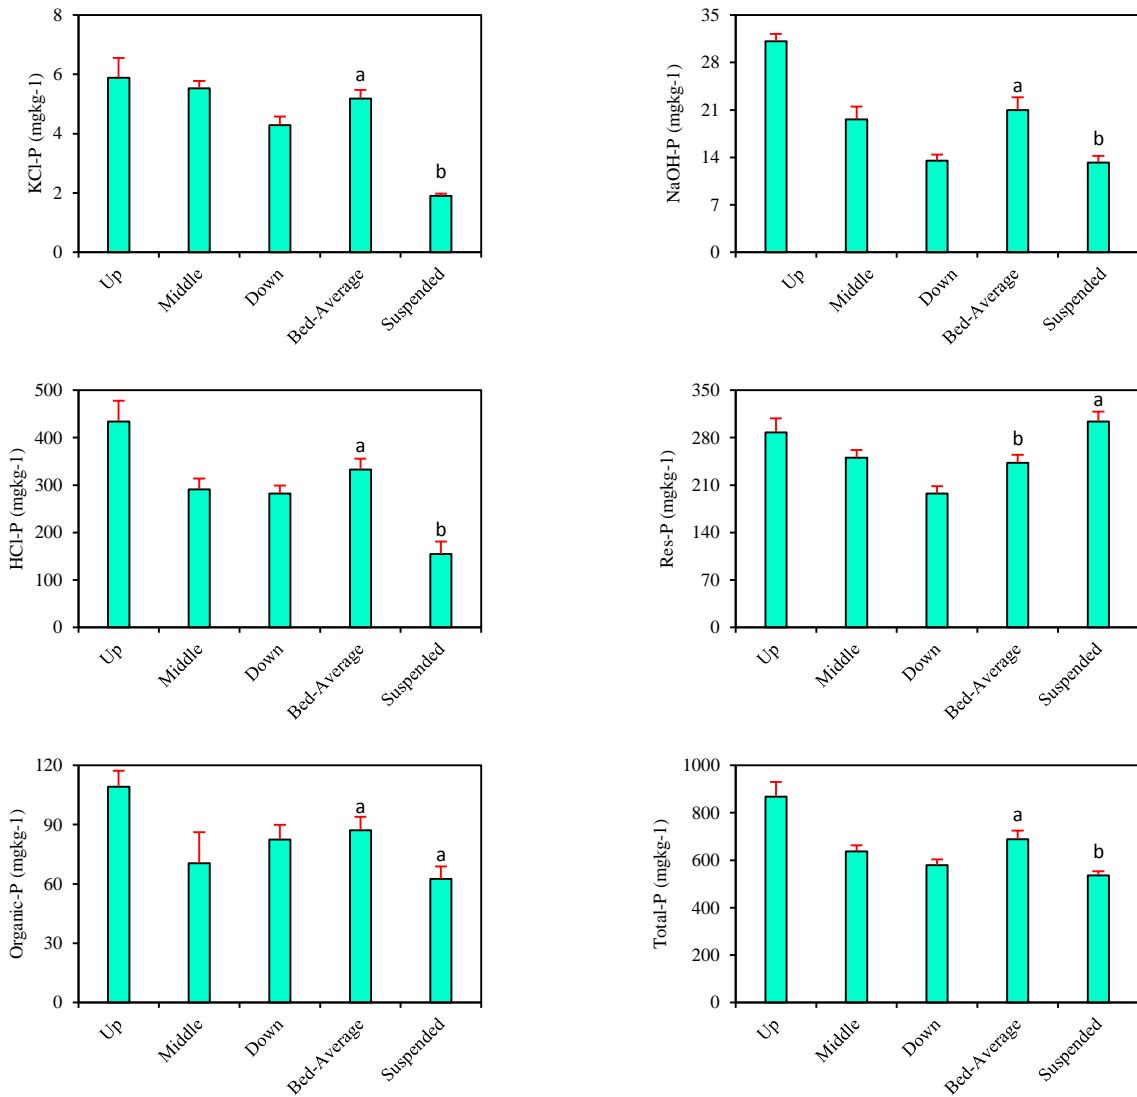 8
6
4
2
0
KCl-P (mgkg-1)
a
b
Up
Middle
Down
Bed-Average
Suspended
35
28
21
14
7
0
NaOH-P (mgkg-1)
a
b
Up
Middle
Down
Bed-Average
Suspended
500
400
300
200
100
0
HCl-P (mgkg-1)
a
b
Up
Middle
Down
Bed-Average
Suspended
350
280
210
140
70
0
Res-P (mgkg-1)
b
a
Up
Middle
Down
Bed-Average
Suspended
120
90
60
30
0
Organic-P (mgkg-1)
a
a
Up
Middle
Down
Bed-Average
Suspended
1000
800
600
400
200
0
Total-P (mgkg-1)
a
b
Up
Middle
Down
Bed-Average
Suspended